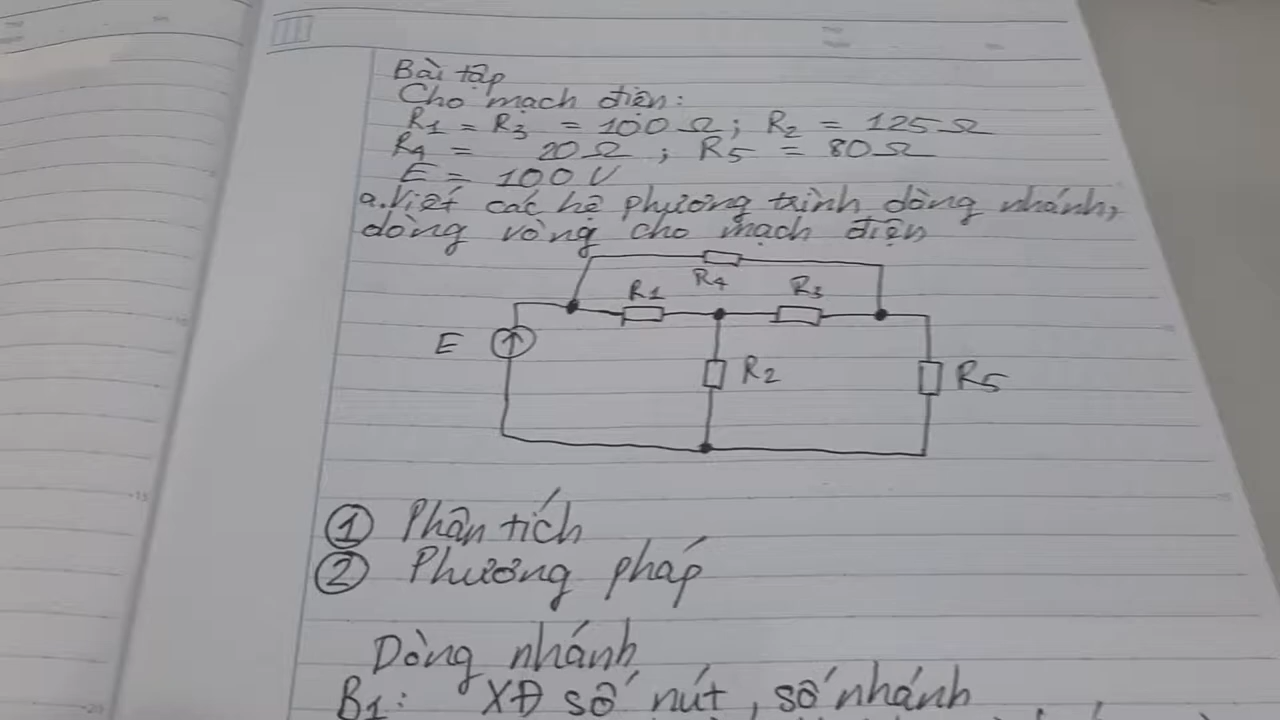 Bài tập
Cho mạch điện:
R1 = R3 = 100 Ω; R2 = 125 Ω
R4 = 20 Ω ; R5 = 80 Ω
E = 100 V
a. Viết các hệ phương trình dòng nhánh,
dòng vòng cho mạch điện
R4
R1 R3
E R2 R5
① Phân tích
② Phương pháp
Dòng nhánh
B1: XĐ số nút, số nhánh